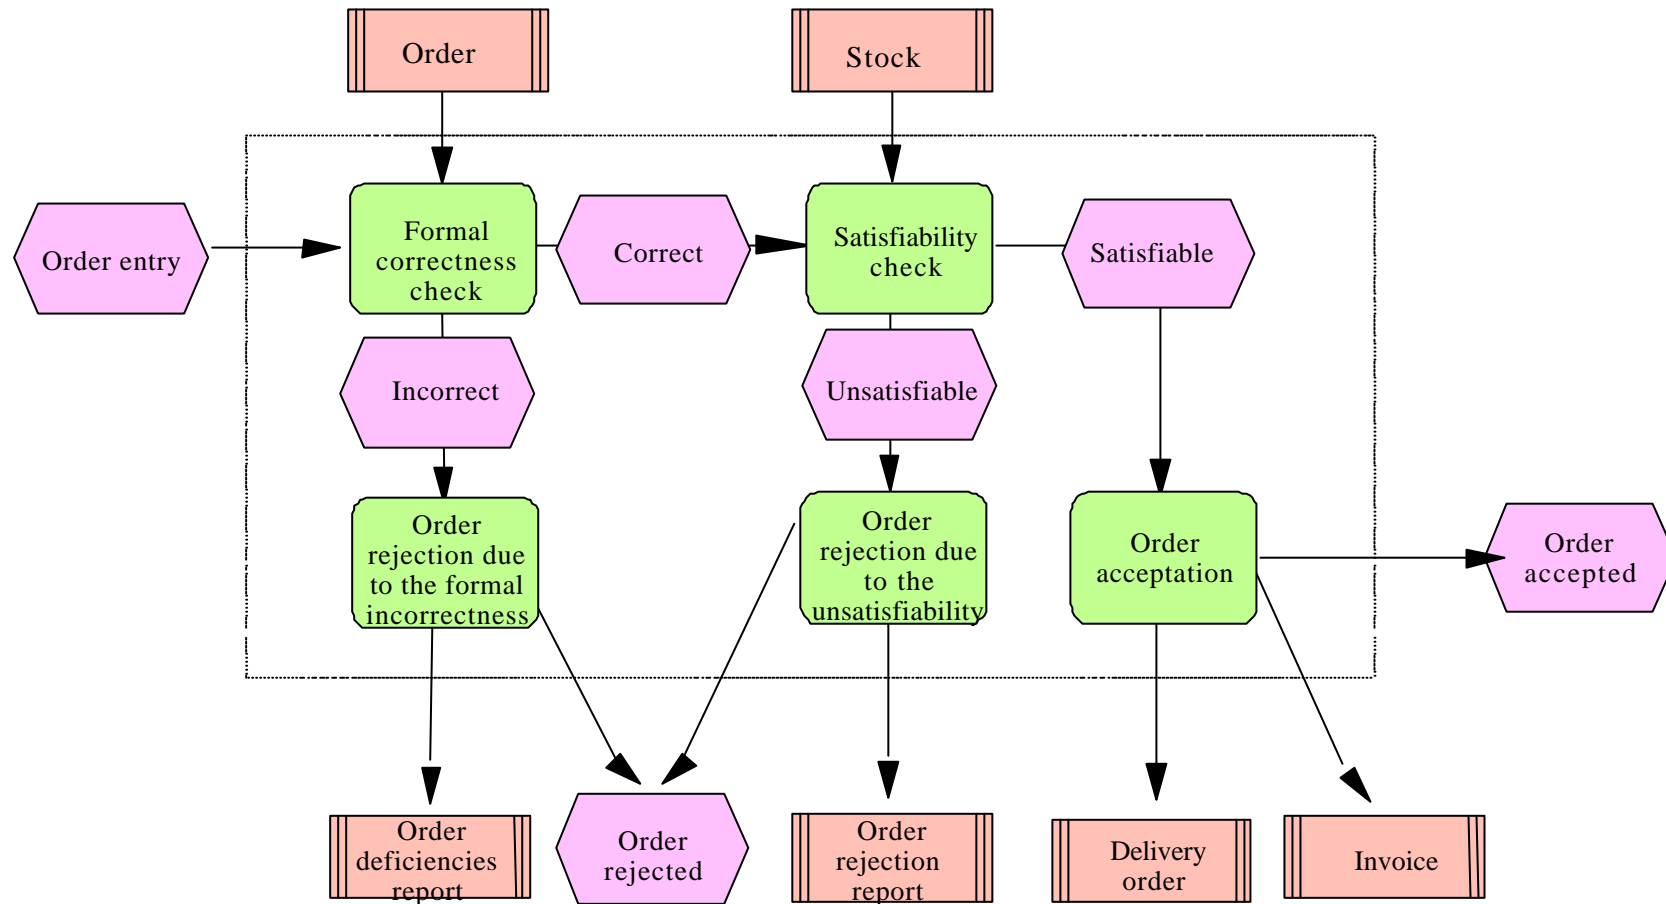 Order
Stock
Order entry
Formal
correctness
check
Correct
Satisfiability
check
Satisfiable
Incorrect
Unsatisfiable
Order
rejection due
to the formal
incorrectness
Order
rejection due
to the
unsatisfiability
Order
acceptation
Order
accepted
Order
deficiencies
report
Order
rejected
Order
rejection
report
Delivery
order
Invoice